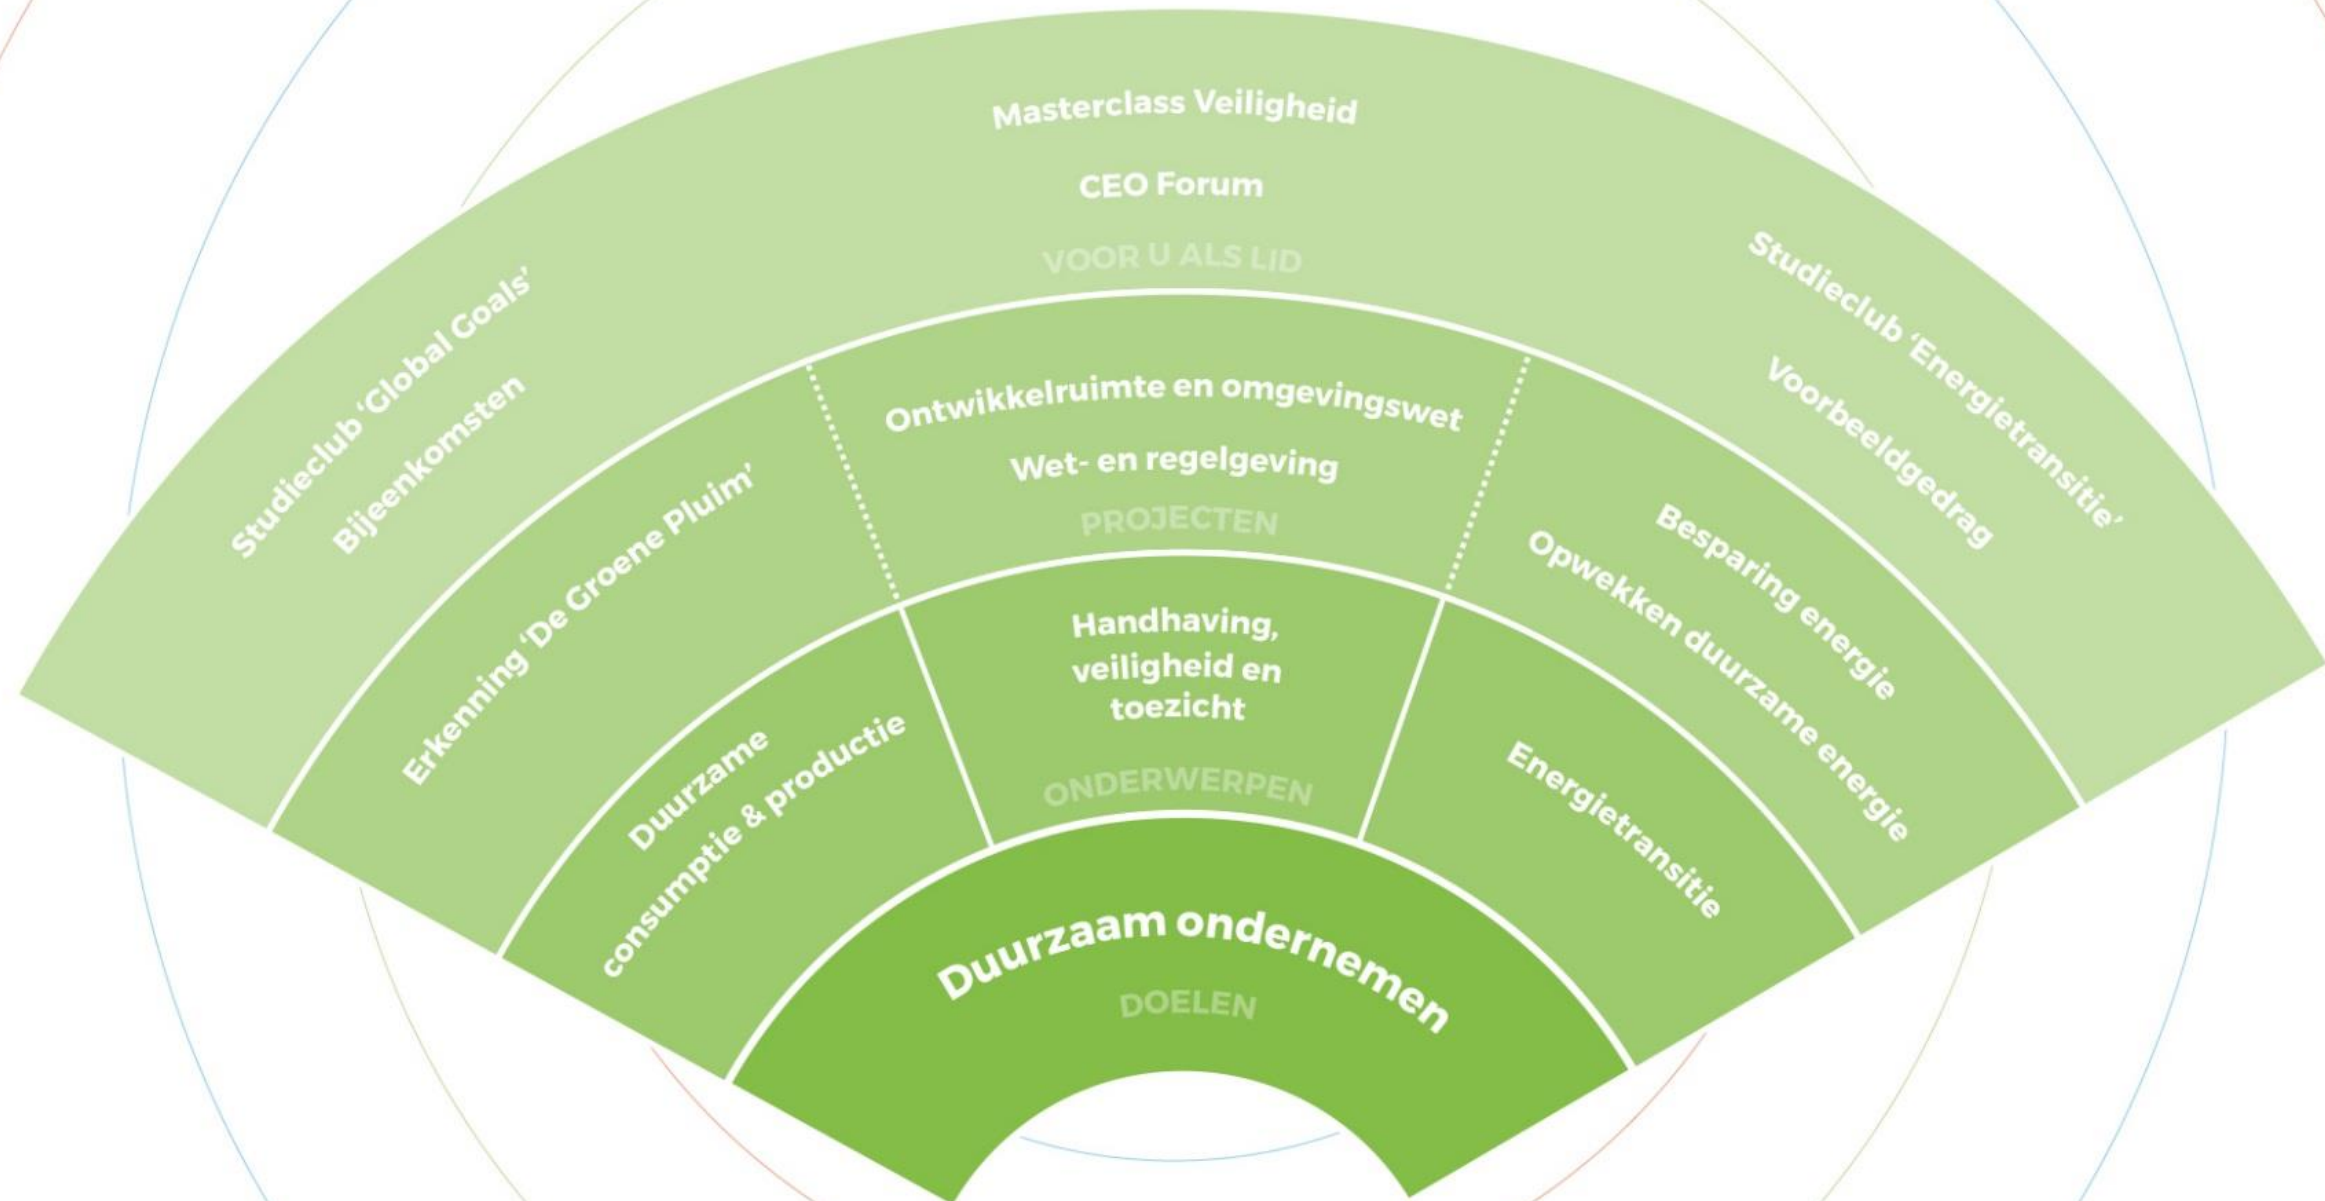 Masterclass Veiligheid
CEO Forum
VOOR U ALS LID
Studieclub ‘Global Goals’
Bijeenkomsten
Studieclub ‘Energietransitie’
Voorbeeldgedrag
Erkenning ‘De Groene Pluim’
Ontwikkelruimte en omgevingswet
Wet- en regelgeving
PROJECTEN
Besparing energie
Opwekken duurzame energie
Duurzame
consumptie & productie
Handhaving,
veiligheid en
toezicht
ONDERWERPEN
Energietransitie
Duurzaam ondernemen
DOELEN